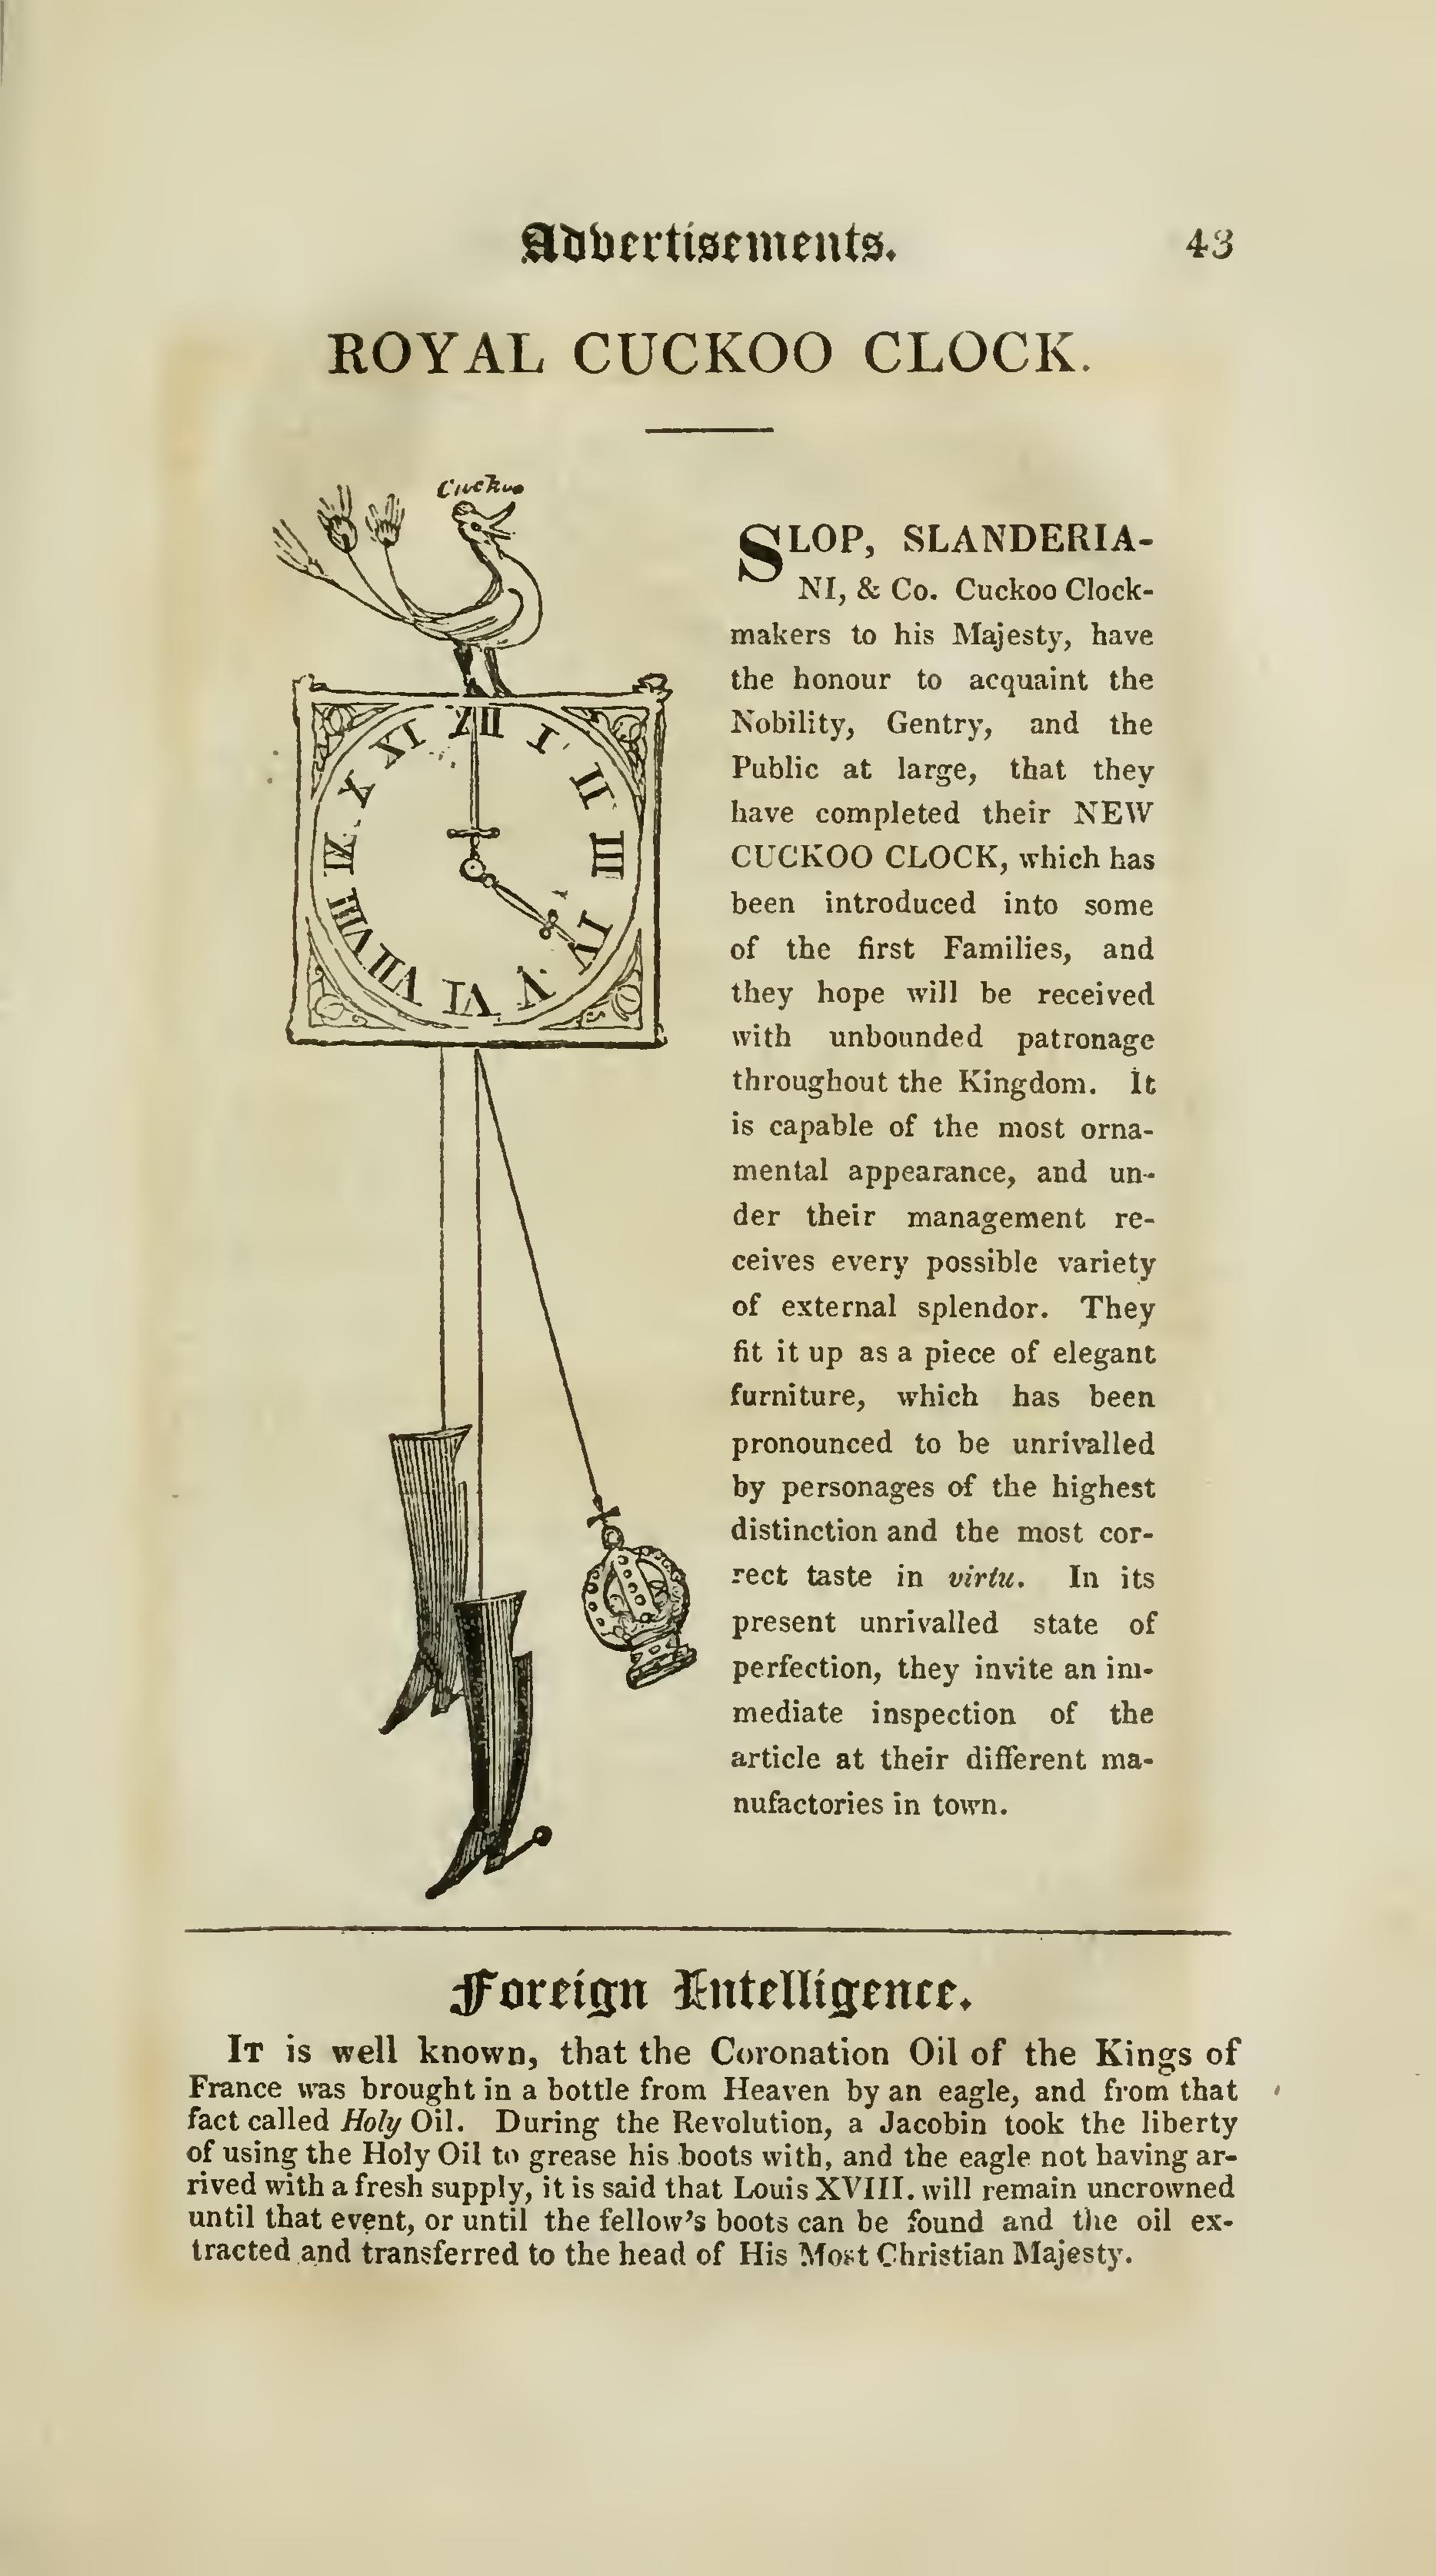 Advertisements. 43
ROYAL CUCKOO CLOCK.
Cuckoo
XII
I
II
III
IV
V
VI
VII
VIII
IX
X
XI
SLOP, SLANDERIA-
NI, & Co. Cuckoo Clock-
makers to his Majesty, have
the honour to acquaint the
Nobility, Gentry, and the
Public at large, that they
have completed their NEW
CUCKOO CLOCK, which has
been introduced into some
of the first Families, and
they hope will be received
with unbounded patronage
throughout the Kingdom. It
is capable of the most orna-
mental appearance, and un-
der their management re-
ceives every possible variety
of external splendor. They
fit it up as a piece of elegant
furniture, which has been
pronounced to be unrivalled
by personages of the highest
distinction and the most cor-
rect taste in virtu. In its
present unrivalled state of
perfection, they invite an im-
mediate inspection of the
article at their different ma-
nufactories in town.
Foreign Intelligence.
IT is well known, that the Coronation Oil of the Kings of
France was brought in a bottle from Heaven by an eagle, and from that
fact called Holy Oil. During the Revolution, a Jacobin took the liberty
of using the Holy Oil to grease his boots with, and the eagle not having ar-
rived with a fresh supply, it is said that Louis XVIII. will remain uncrowned
until that event, or until the fellow's boots can be found and the oil ex-
tracted and transferred to the head of His Most Christian Majesty.